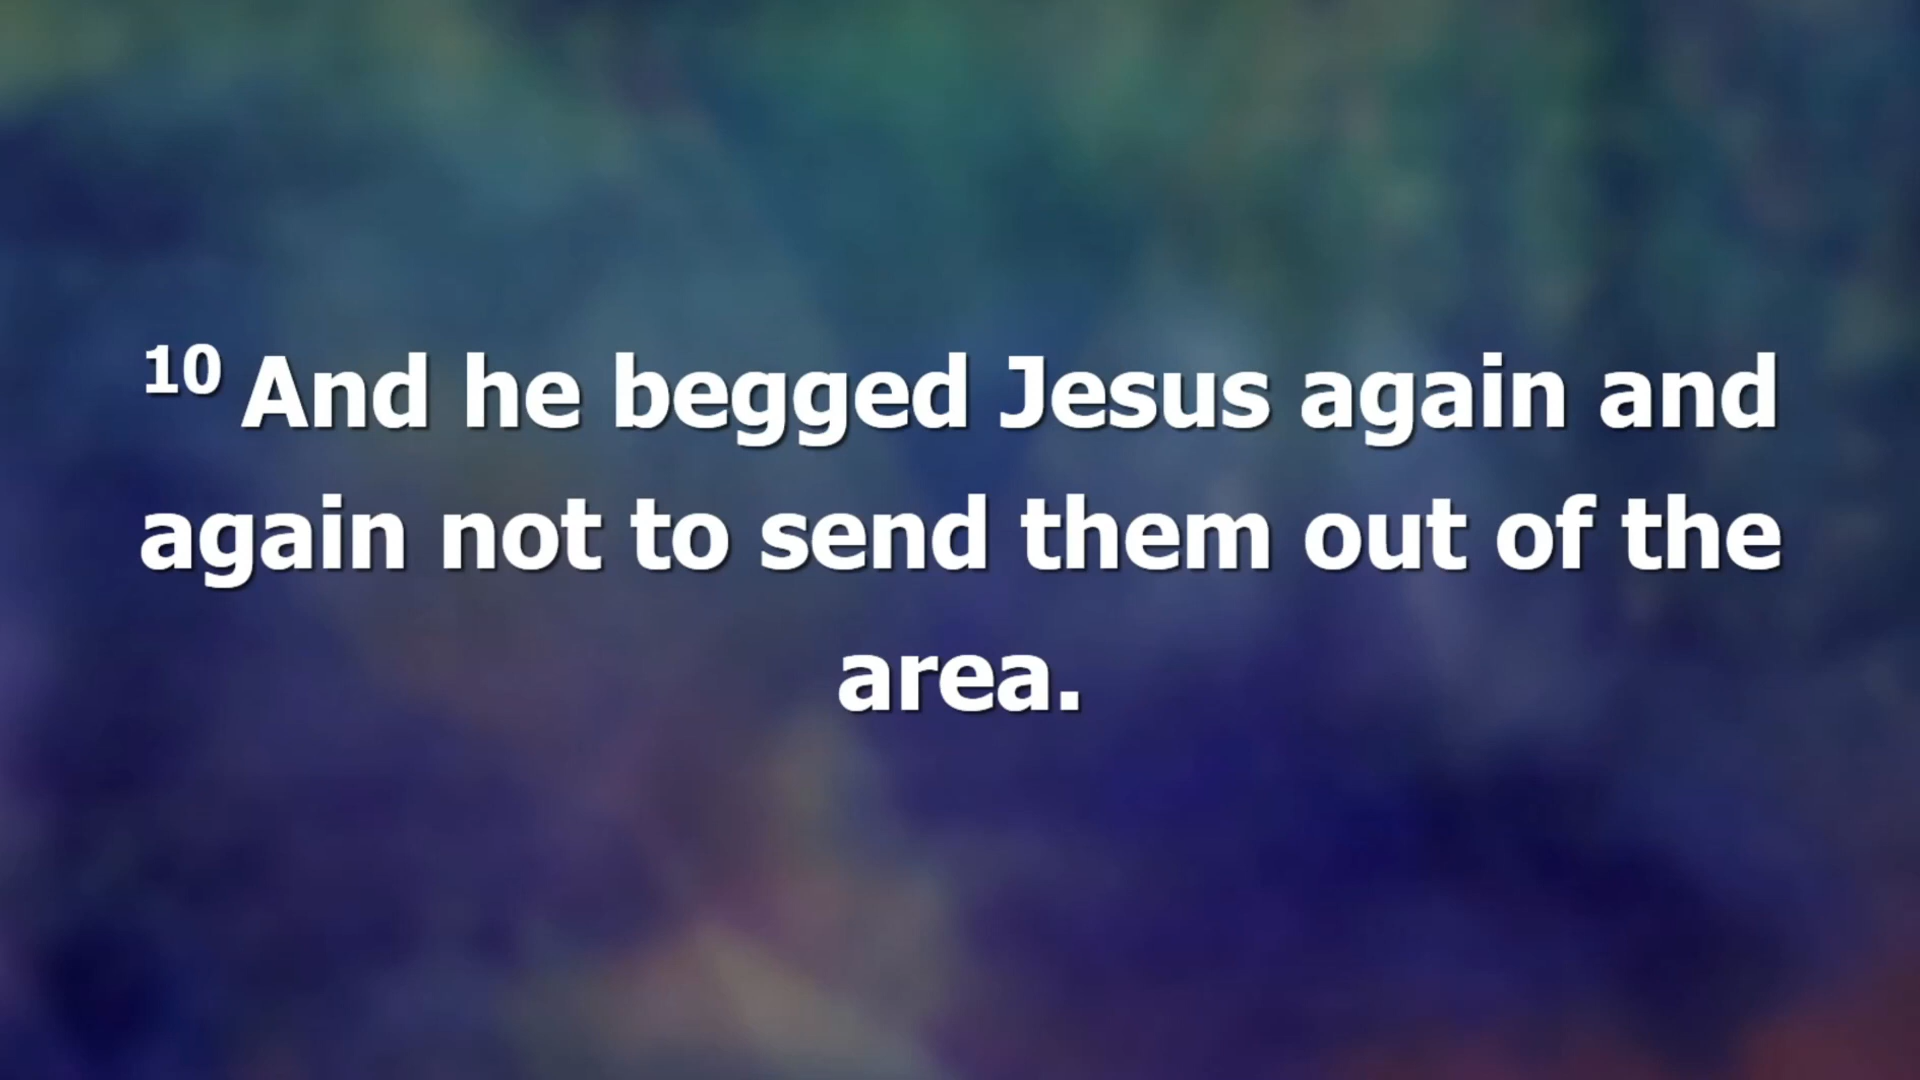 10 And he begged Jesus again and
again not to send them out of the
area.